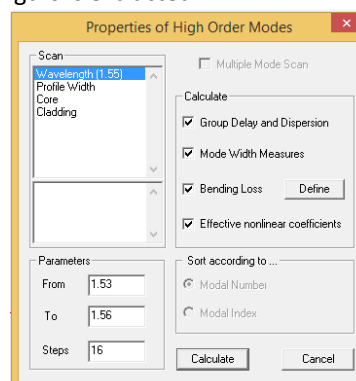 Properties of High Order Modes
Scan
Wavelength (1.55)
Profile Width
Core
Cladding
Multiple Mode Scan
Calculate
Group Delay and Dispersion
Mode Width Measures
Bending Loss
Define
Effective nonlinear coefficients
Parameters
From 1.53
To 1.56
Steps 16
Sort according to ...
Modal Number
Modal Index
Calculate
Cancel